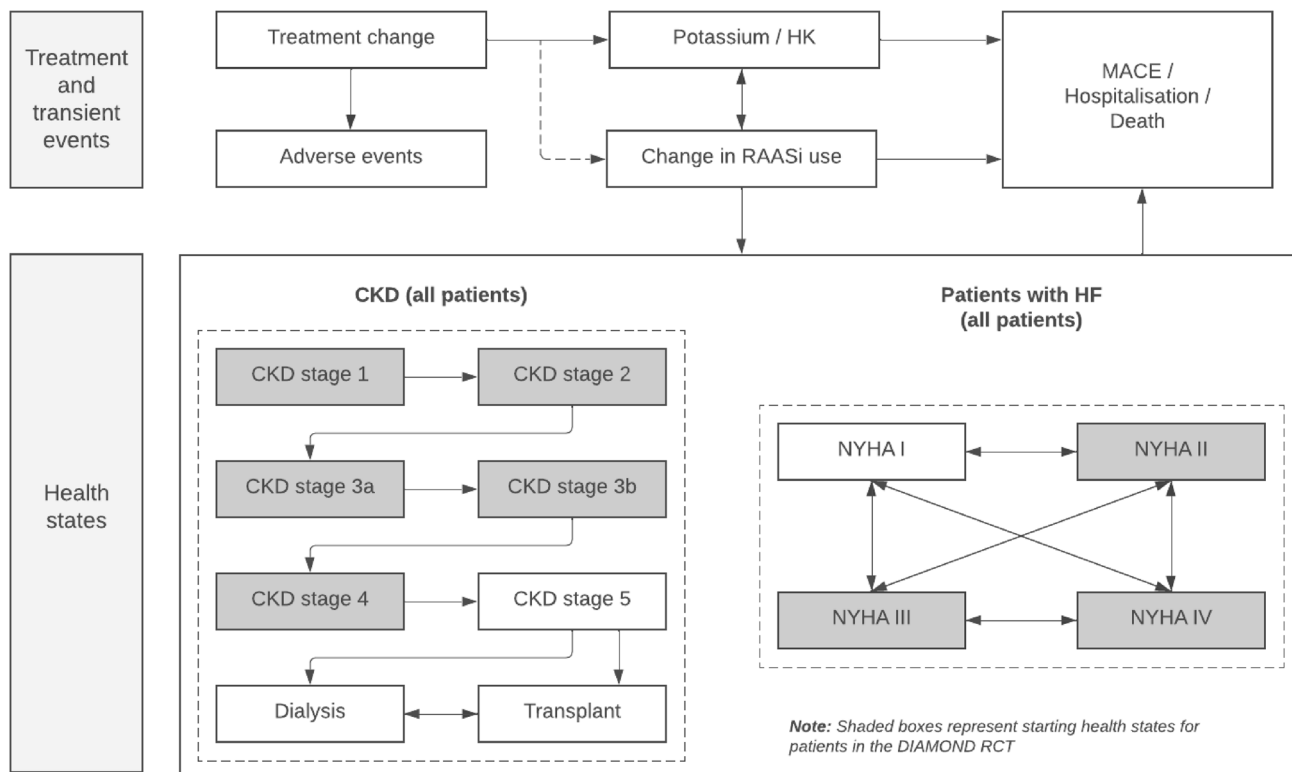 Treatment
and
transient
events
Treatment change
Potassium / HK
MACE /
Hospitalisation /
Death
Adverse events
Change in RAASi use
Health
states
CKD (all patients)
Patients with HF
(all patients)
CKD stage 1
CKD stage 2
CKD stage 3a
CKD stage 3b
CKD stage 4
CKD stage 5
Dialysis
Transplant
NYHA I
NYHA II
NYHA III
NYHA IV
Note: Shaded boxes represent starting health states for
patients in the DIAMOND RCT